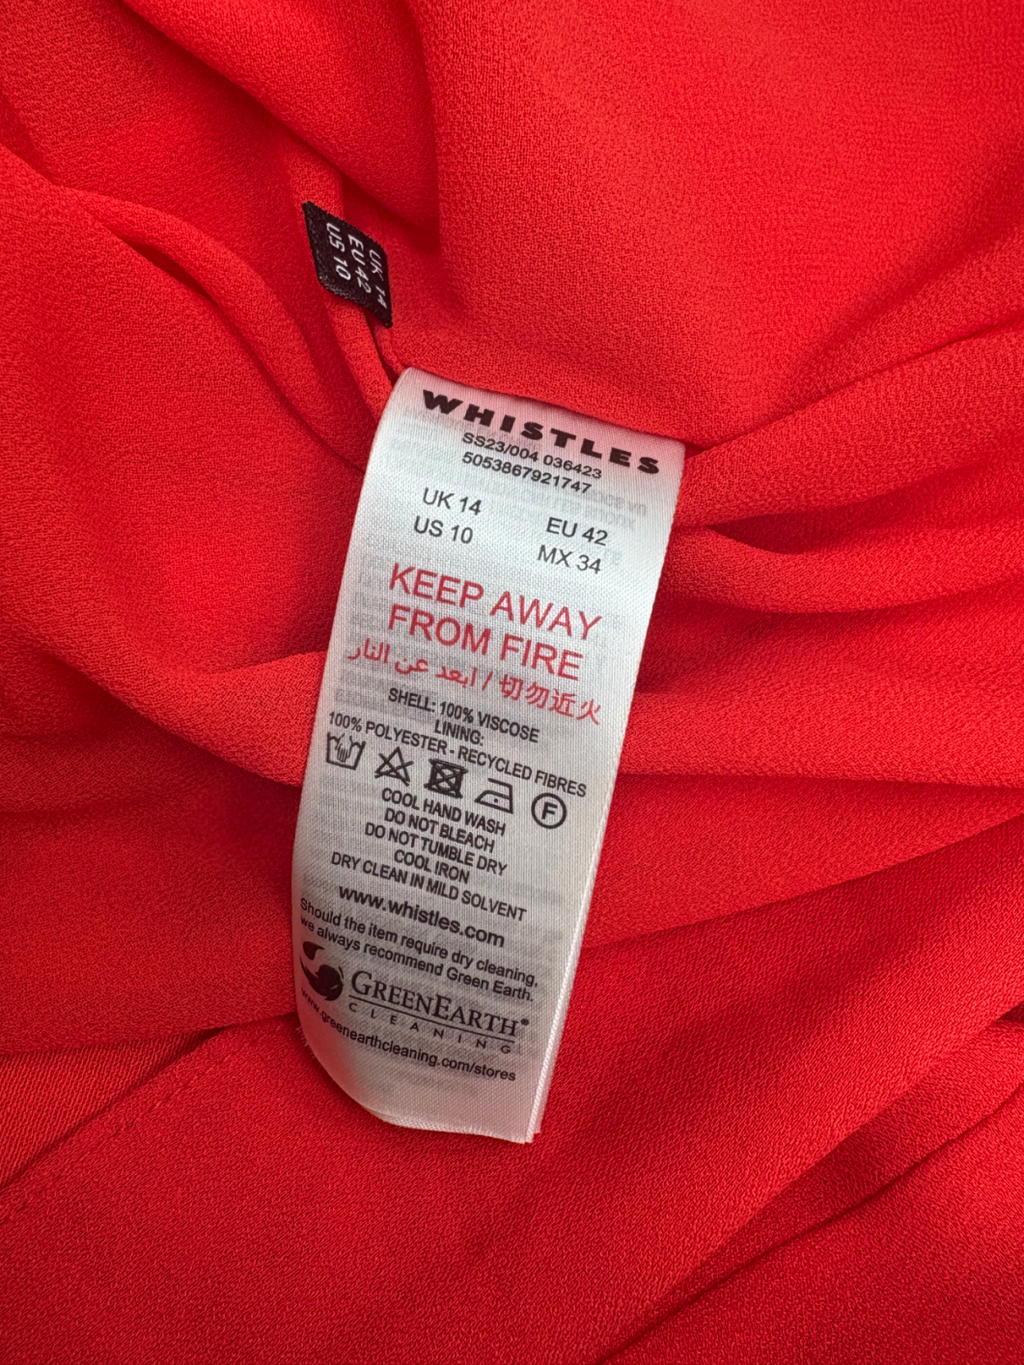 UK 14
EU 42
US 10
WHISTLES
SS23/004 036423
5053867921747
UK 14 EU 42
US 10 MX 34
KEEP AWAY
FROM FIRE
ابعد عن النار / 切勿近火
SHELL: 100% VISCOSE
LINING:
100% POLYESTER - RECYCLED FIBRES
F
COOL HAND WASH
DO NOT BLEACH
DO NOT TUMBLE DRY
COOL IRON
DRY CLEAN IN MILD SOLVENT
www.whistles.com
Should the item require dry cleaning,
we always recommend Green Earth.
GREENEARTH®
CLEANING
www.greenearthcleaning.com/stores